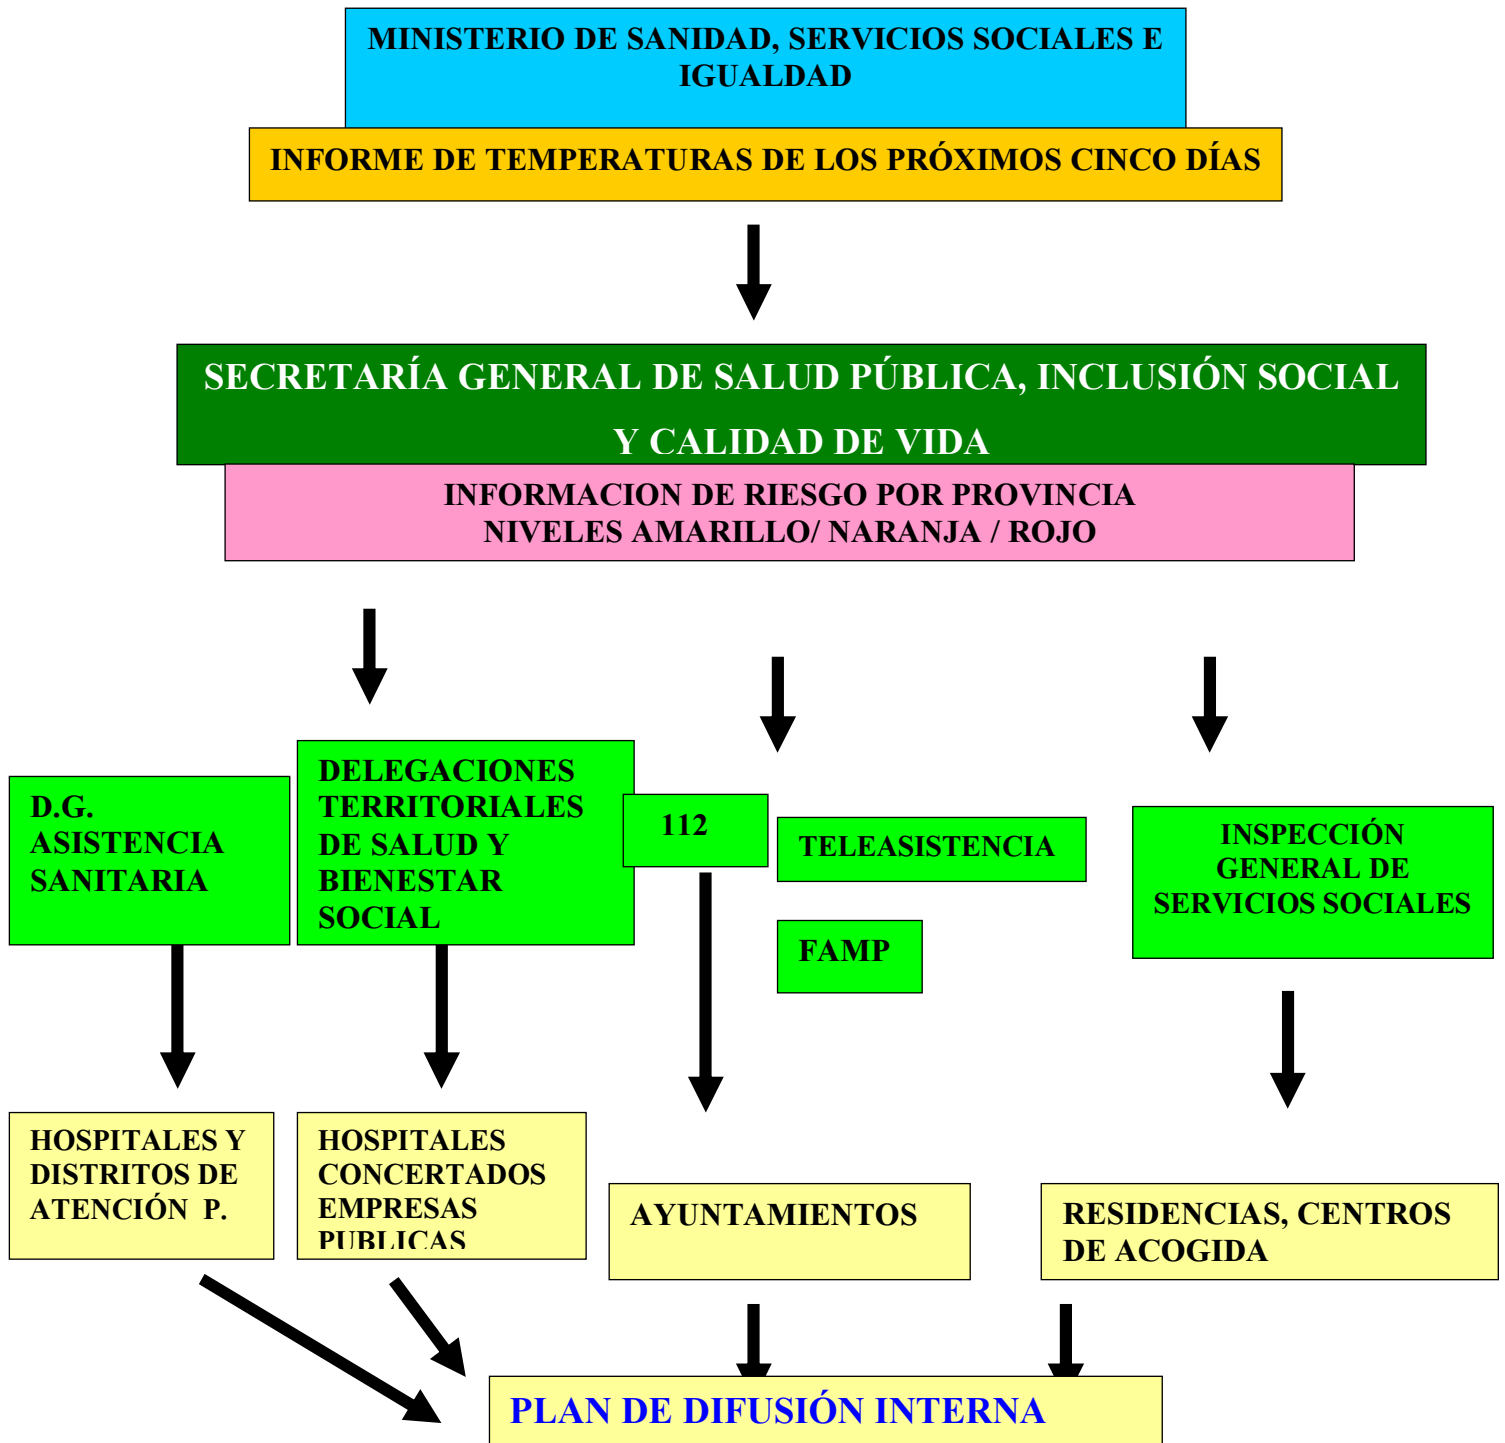 MINISTERIO DE SANIDAD, SERVICIOS SOCIALES E
IGUALDAD
INFORME DE TEMPERATURAS DE LOS PRÓXIMOS CINCO DÍAS
SECRETARÍA GENERAL DE SALUD PÚBLICA, INCLUSIÓN SOCIAL
Y CALIDAD DE VIDA
INFORMACION DE RIESGO POR PROVINCIA
NIVELES AMARILLO/ NARANJA / ROJO
D.G.
ASISTENCIA
SANITARIA
DELEGACIONES
TERRITORIALES
DE SALUD Y
BIENESTAR
SOCIAL
112
TELEASISTENCIA
FAMP
INSPECCIÓN
GENERAL DE
SERVICIOS SOCIALES
HOSPITALES Y
DISTRITOS DE
ATENCIÓN P.
HOSPITALES
CONCERTADOS
EMPRESAS
PUBLICAS
AYUNTAMIENTOS
RESIDENCIAS, CENTROS
DE ACOGIDA
PLAN DE DIFUSIÓN INTERNA